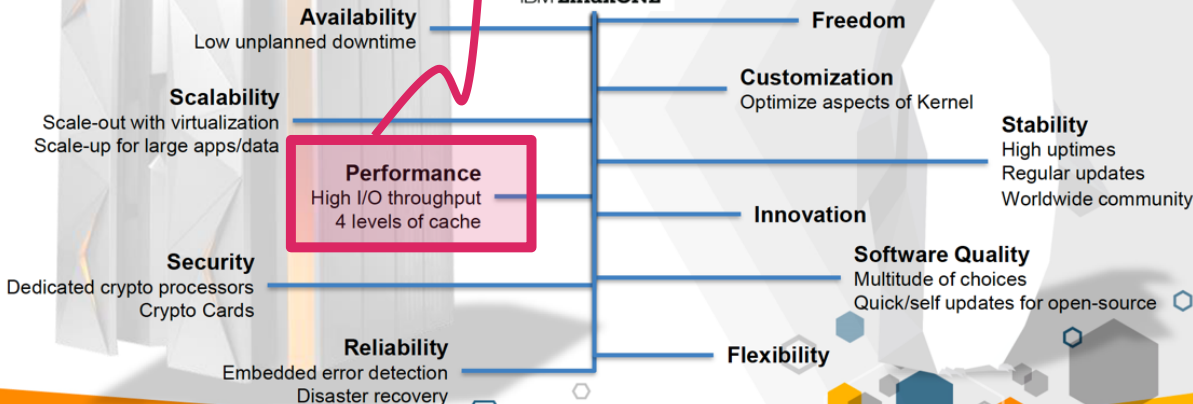 IBM LinuxONE
Availability
Low unplanned downtime
Scalability
Scale-out with virtualization
Scale-up for large apps/data
Performance
High I/O throughput
4 levels of cache
Security
Dedicated crypto processors
Crypto Cards
Reliability
Embedded error detection
Disaster recovery
Freedom
Customization
Optimize aspects of Kernel
Stability
High uptimes
Regular updates
Worldwide community
Innovation
Software Quality
Multitude of choices
Quick/self updates for open-source
Flexibility